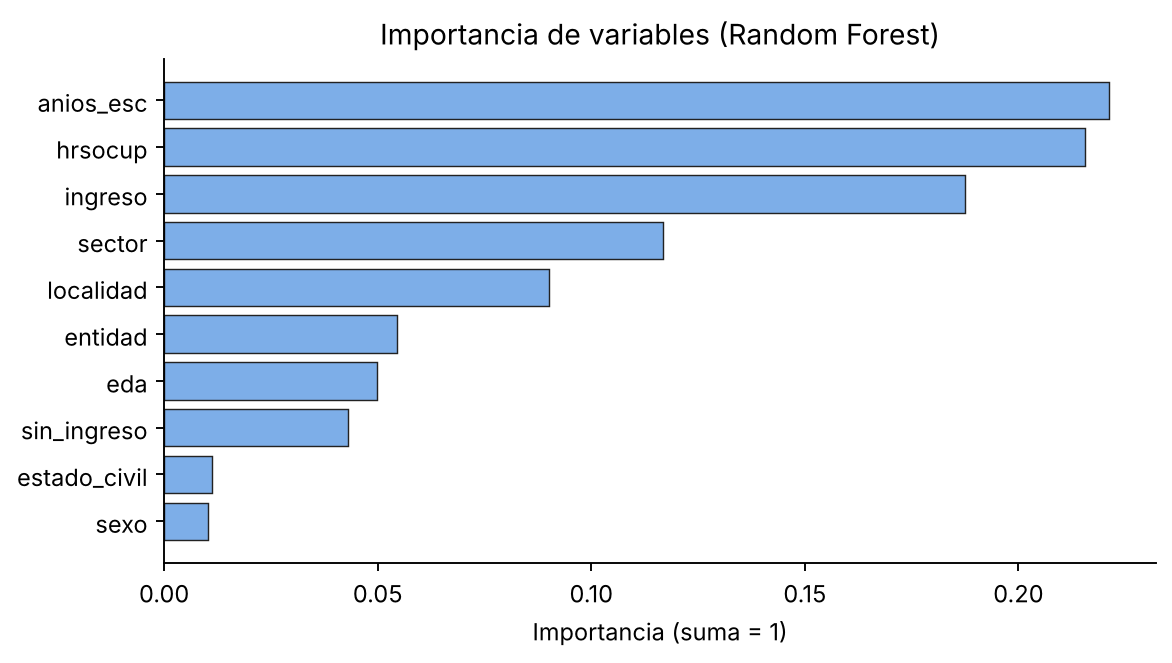 Importancia de variables (Random Forest)
anios_esc
hrsocup
ingreso
sector
localidad
entidad
eda
sin_ingreso
estado_civil
sexo
0.00 0.05 0.10 0.15 0.20
Importancia (suma = 1)